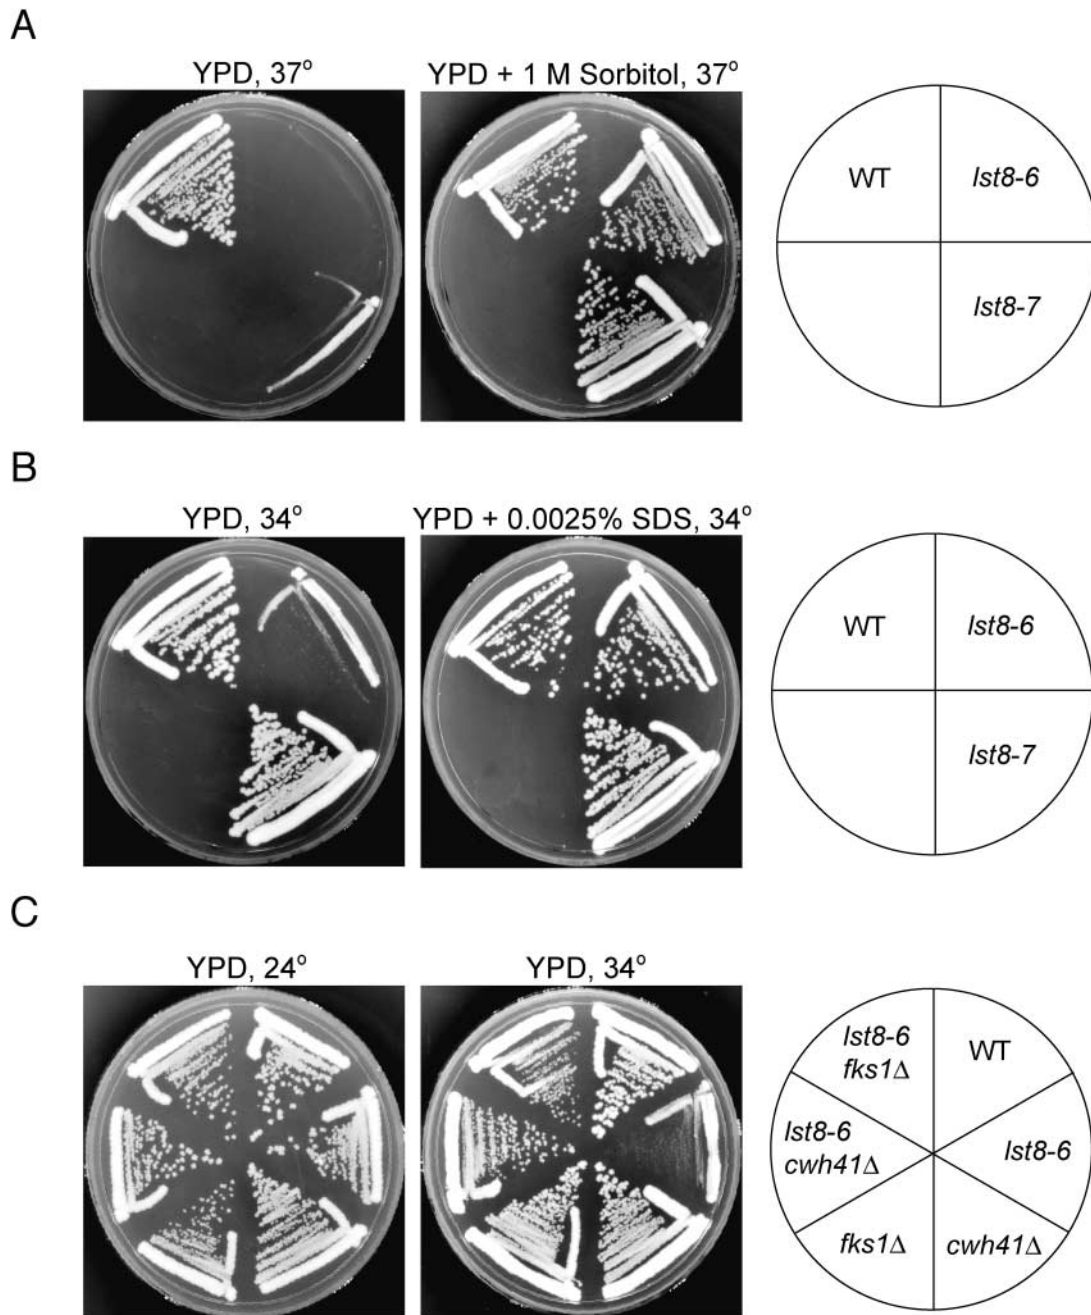 A
YPD, 37°
YPD + 1 M Sorbitol, 37°
WT
lst8-6
lst8-7
B
YPD, 34°
YPD + 0.0025% SDS, 34°
WT
lst8-6
lst8-7
C
YPD, 24°
YPD, 34°
lst8-6
fks1Δ
WT
lst8-6
cwh41Δ
lst8-6
fks1Δ
cwh41Δ